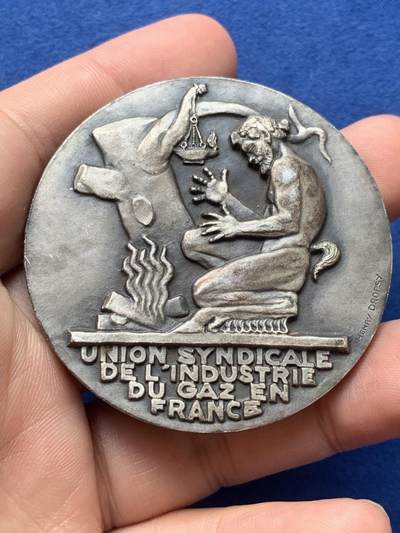 UNION SYNDICALE
DE L'INDUSTRIE
DU GAZ EN
FRANCE
HENRY DROPSY